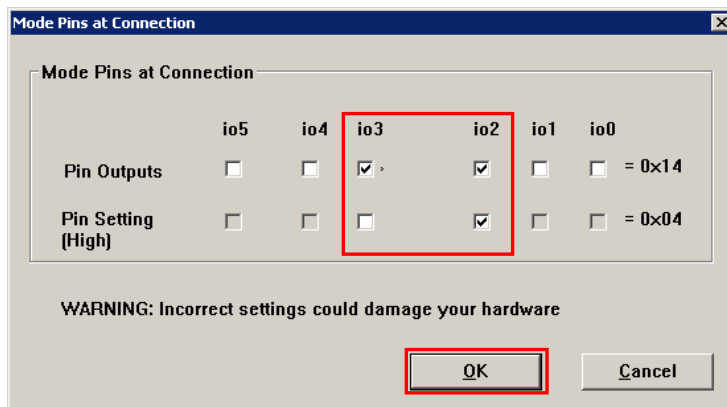 Mode Pins at Connection
Mode Pins at Connection
io5 io4 io3 io2 io1 io0
Pin Outputs = 0x14
Pin Setting = 0x04
(High)
WARNING: Incorrect settings could damage your hardware
OK Cancel